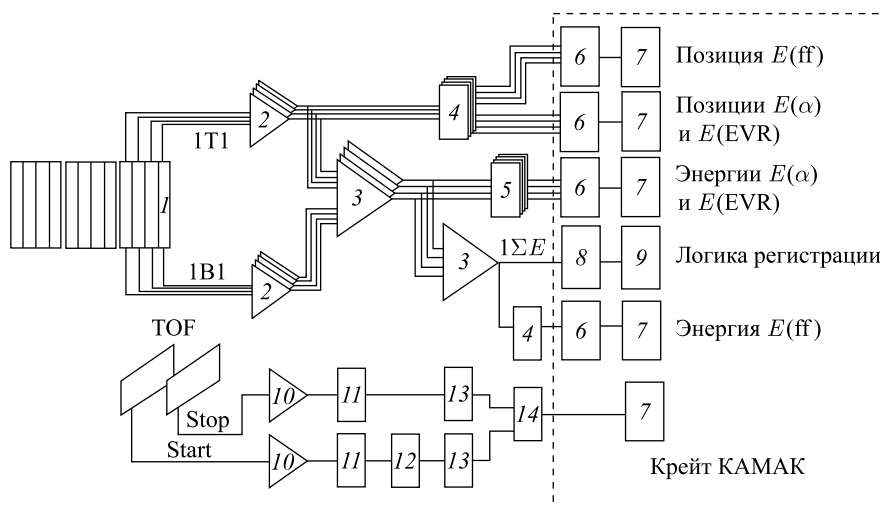 6 7 Позиция E(ff)
1T1 2 4 6 7 Позиции E(α)
и E(EVR)
1 3 5 6 7 Энергии E(α)
и E(EVR)
1B1 2 3 1ΣE 8 9 Логика регистрации
TOF 4 6 7 Энергия E(ff)
Stop 10 11 13 14 7
Start 10 11 12 13
Крейт КАМАК